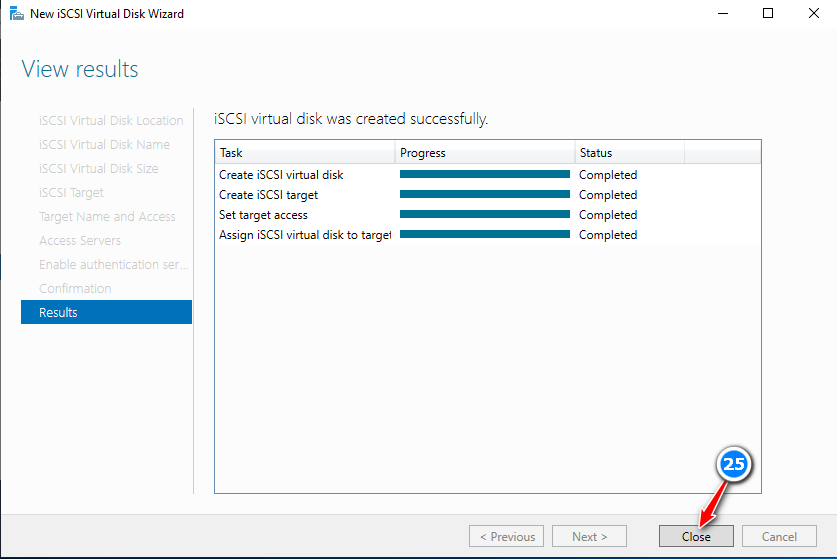 New iSCSI Virtual Disk Wizard
View results
iSCSI Virtual Disk Location
iSCSI Virtual Disk Name
iSCSI Virtual Disk Size
iSCSI Target
Target Name and Access
Access Servers
Enable authentication ser...
Confirmation
Results
iSCSI virtual disk was created successfully.
Task Progress Status
Create iSCSI virtual disk Completed
Create iSCSI target Completed
Set target access Completed
Assign iSCSI virtual disk to target Completed
25
< Previous Next > Close Cancel